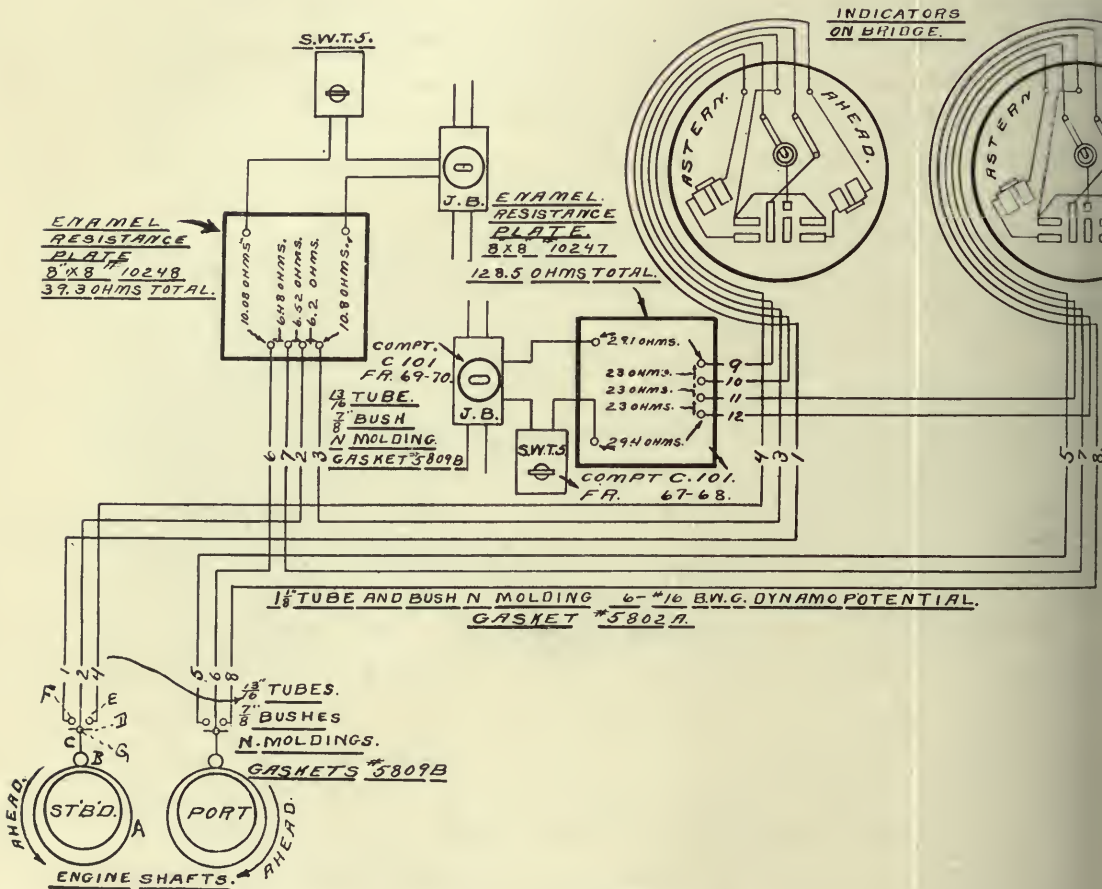 INDICATORS
ON BRIDGE.
S.W.T.5.
ASTERN.
AHEAD.
ASTERN
J.B.
ENAMEL
RESISTANCE
PLATE
8"X8" #10248
39.3 OHMS TOTAL.
10.08 OHMS
6.48 OHMS.
6.52 OHMS.
6.2 OHMS.
10.8 OHMS.
ENAMEL.
RESISTANCE
PLATE.
8X8" #10247
128.5 OHMS TOTAL.
COMPT.
C 101
FR. 69-70.
J.B.
13/16" TUBE.
7/8" BUSH
N MOLDING.
GASKET #5809B
S.W.T.5
29.1 OHMS.
23 OHMS.
23 OHMS.
23 OHMS.
29.4 OHMS.
9
10
11
12
COMPT C.101.
FR. 67-68.
6 7 2 3
4 3 1
5 7 8
1 1/8" TUBE AND BUSH N MOLDING 6-#16 B.W.G. DYNAMO POTENTIAL.
GASKET #5802A.
1 2 4
5 6 8
F E
D
C G
B
13/16" TUBES.
7/8" BUSHES
N. MOLDINGS.
GASKETS #5809B
AHEAD.
ST'B'D.
A
PORT
AHEAD.
ENGINE SHAFTS.